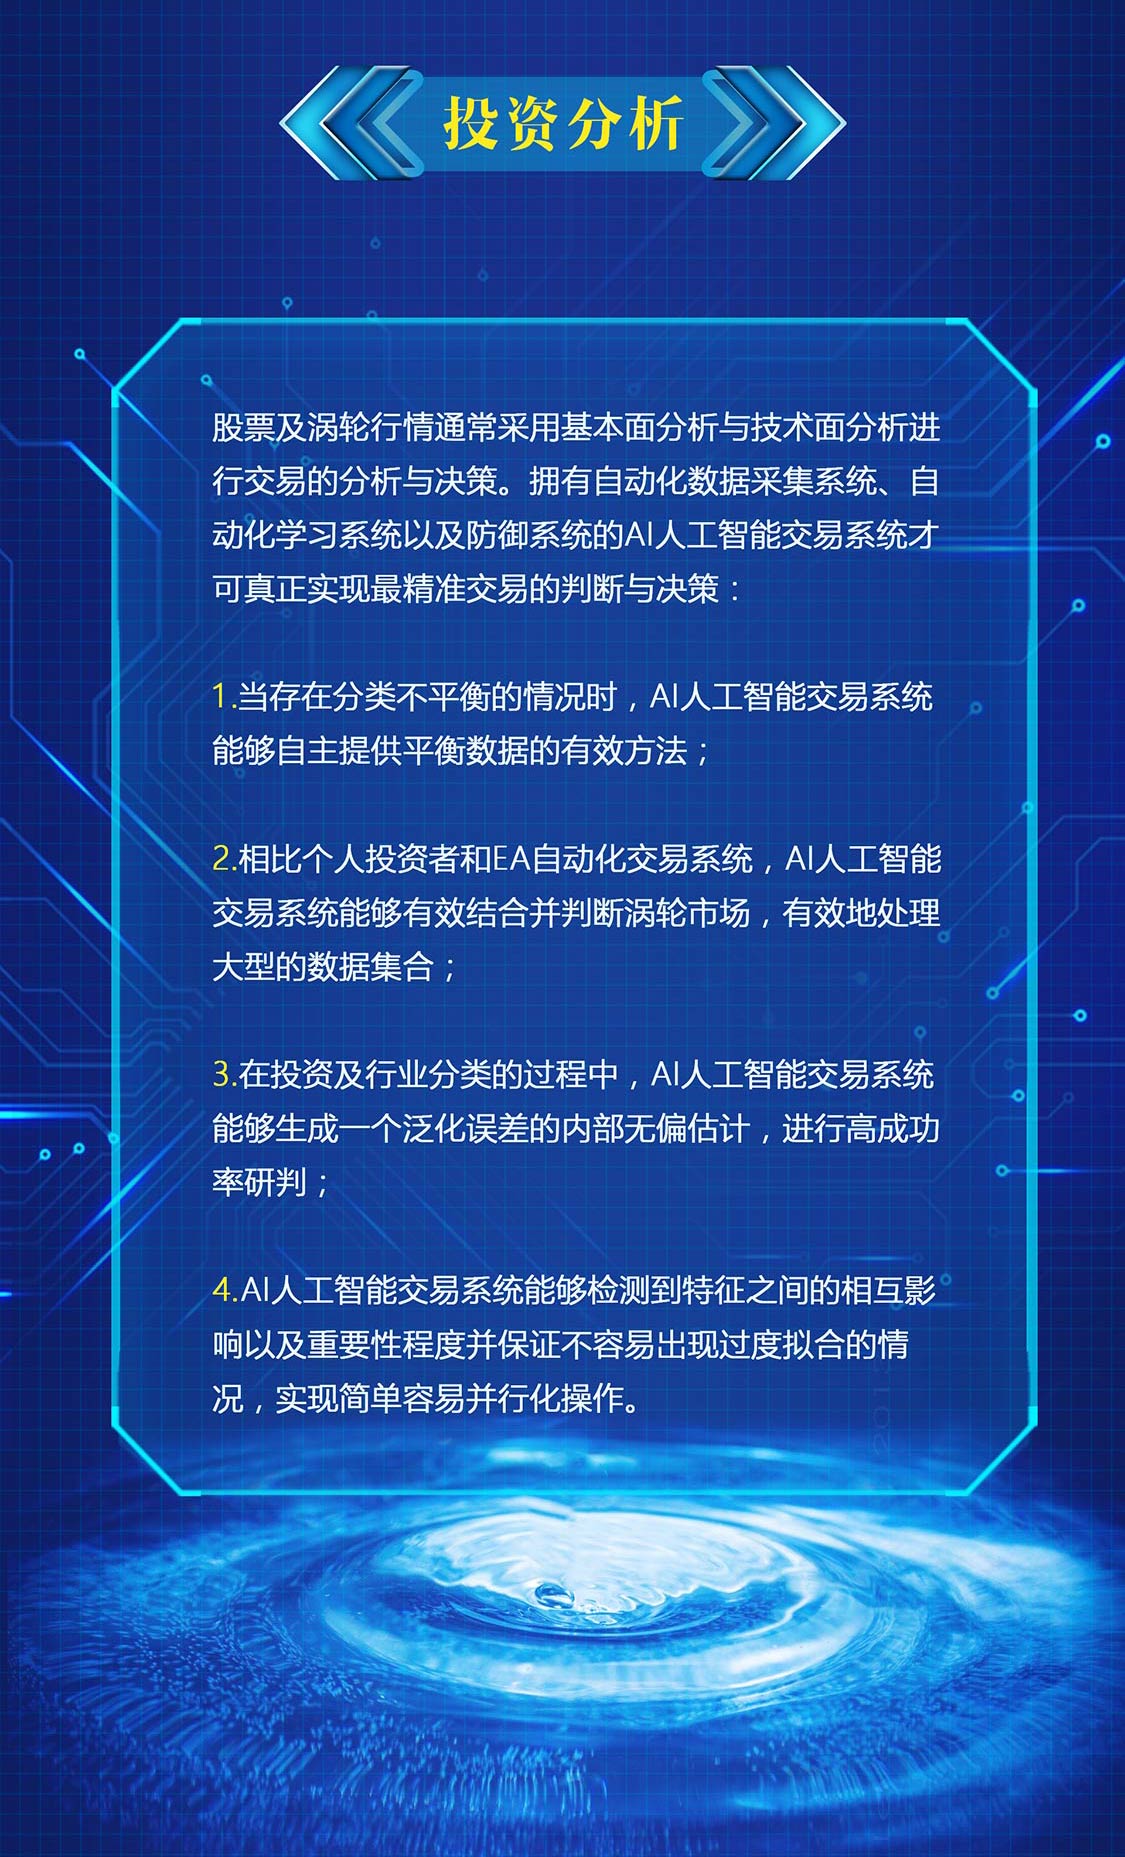 投资分析
股票及涡轮行情通常采用基本面分析与技术面分析进
行交易的分析与决策。拥有自动化数据采集系统、自
动化学习系统以及防御系统的AI人工智能交易系统才
可真正实现最精准交易的判断与决策：
1.当存在分类不平衡的情况时，AI人工智能交易系统
能够自主提供平衡数据的有效方法；
2.相比个人投资者和EA自动化交易系统，AI人工智能
交易系统能够有效结合并判断涡轮市场，有效地处理
大型的数据集合；
3.在投资及行业分类的过程中，AI人工智能交易系统
能够生成一个泛化误差的内部无偏估计，进行高成功
率研判；
4.AI人工智能交易系统能够检测到特征之间的相互影
响以及重要性程度并保证不容易出现过度拟合的情
况，实现简单容易并行化操作。